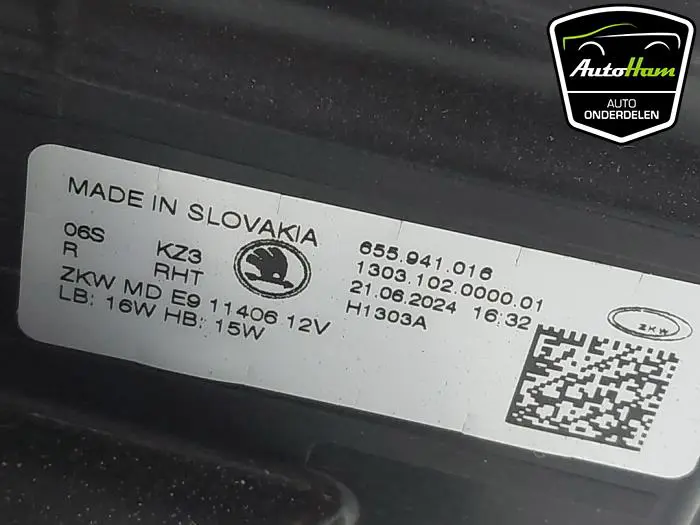 AutoHam
AUTO
ONDERDELEN
MADE IN SLOVAKIA
06S KZ3
R RHT
ZKW MD E9 11406 12V
LB: 16W HB: 15W
655.941.016
1303.102.0000.01
21.06.2024 16:32
H1303A
ZKW